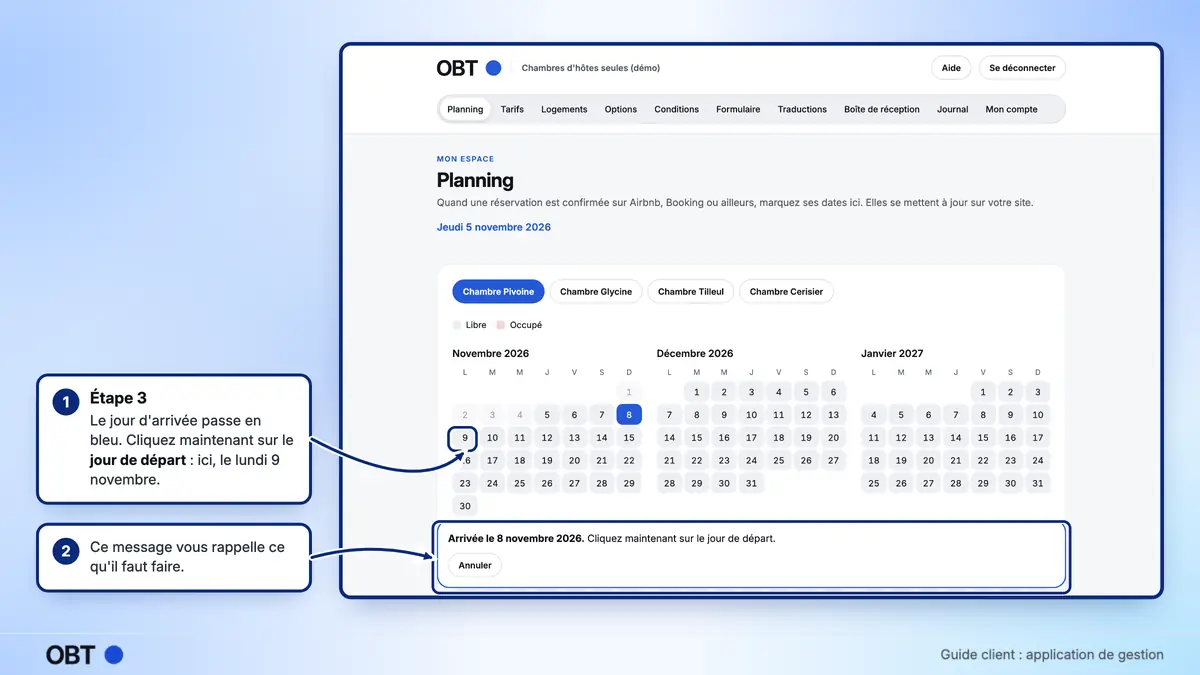 OBT
Chambres d'hôtes seules (démo)
Aide
Se déconnecter
Planning
Tarifs
Logements
Options
Conditions
Formulaire
Traductions
Boîte de réception
Journal
Mon compte
MON ESPACE
Planning
Quand une réservation est confirmée sur Airbnb, Booking ou ailleurs, marquez ses dates ici. Elles se mettent à jour sur votre site.
Jeudi 5 novembre 2026
Chambre Pivoine
Chambre Glycine
Chambre Tilleul
Chambre Cerisier
Libre
Occupé
Novembre 2026
L M M J V S D
1
2 3 4 5 6 7 8
9 10 11 12 13 14 15
17 18 19 20 21 22
23 24 25 26 27 28 29
30
Décembre 2026
L M M J V S D
1 2 3 4 5 6
7 8 9 10 11 12 13
14 15 16 17 18 19 20
21 22 23 24 25 26 27
28 29 30 31
Janvier 2027
L M M J V S D
1 2 3
4 5 6 7 8 9 10
11 12 13 14 15 16 17
18 19 20 21 22 23 24
25 26 27 28 29 30 31
Arrivée le 8 novembre 2026. Cliquez maintenant sur le jour de départ.
Annuler
1
Étape 3
Le jour d'arrivée passe en
bleu. Cliquez maintenant sur le
jour de départ : ici, le lundi 9
novembre.
2
Ce message vous rappelle ce
qu'il faut faire.
OBT
Guide client : application de gestion